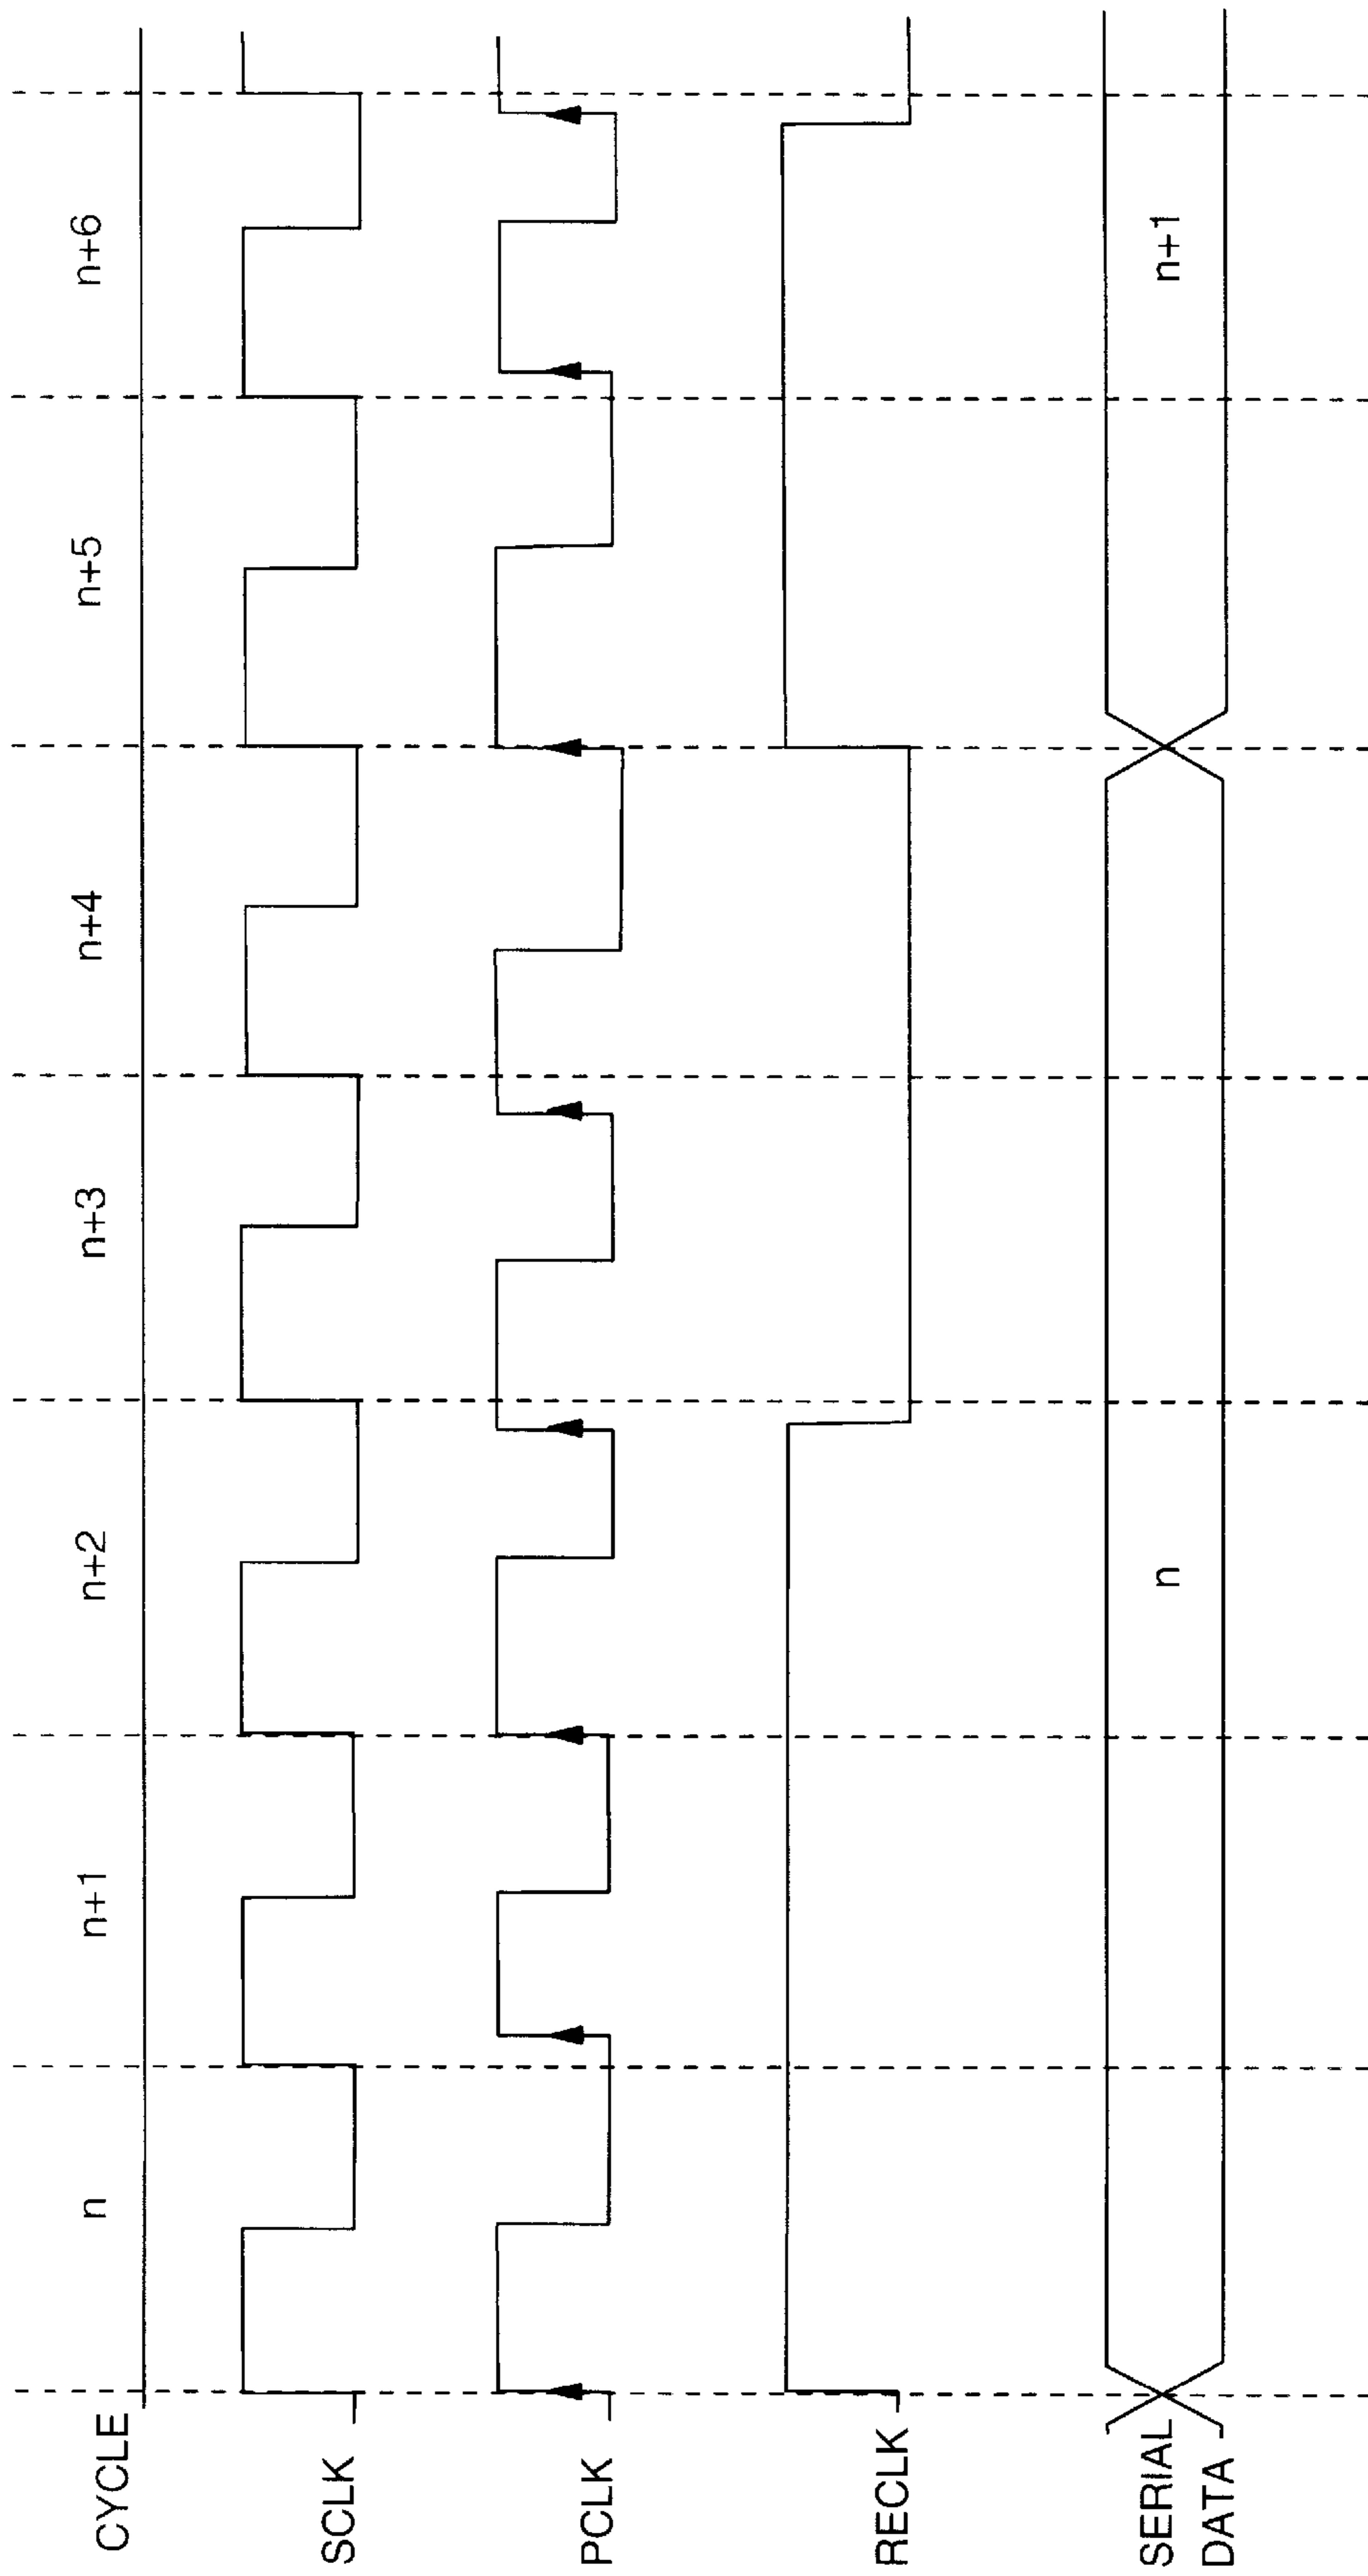 CYCLE n n+1 n+2 n+3 n+4 n+5 n+6
SCLK
PCLK
RECLK
SERIAL
DATA n n+1